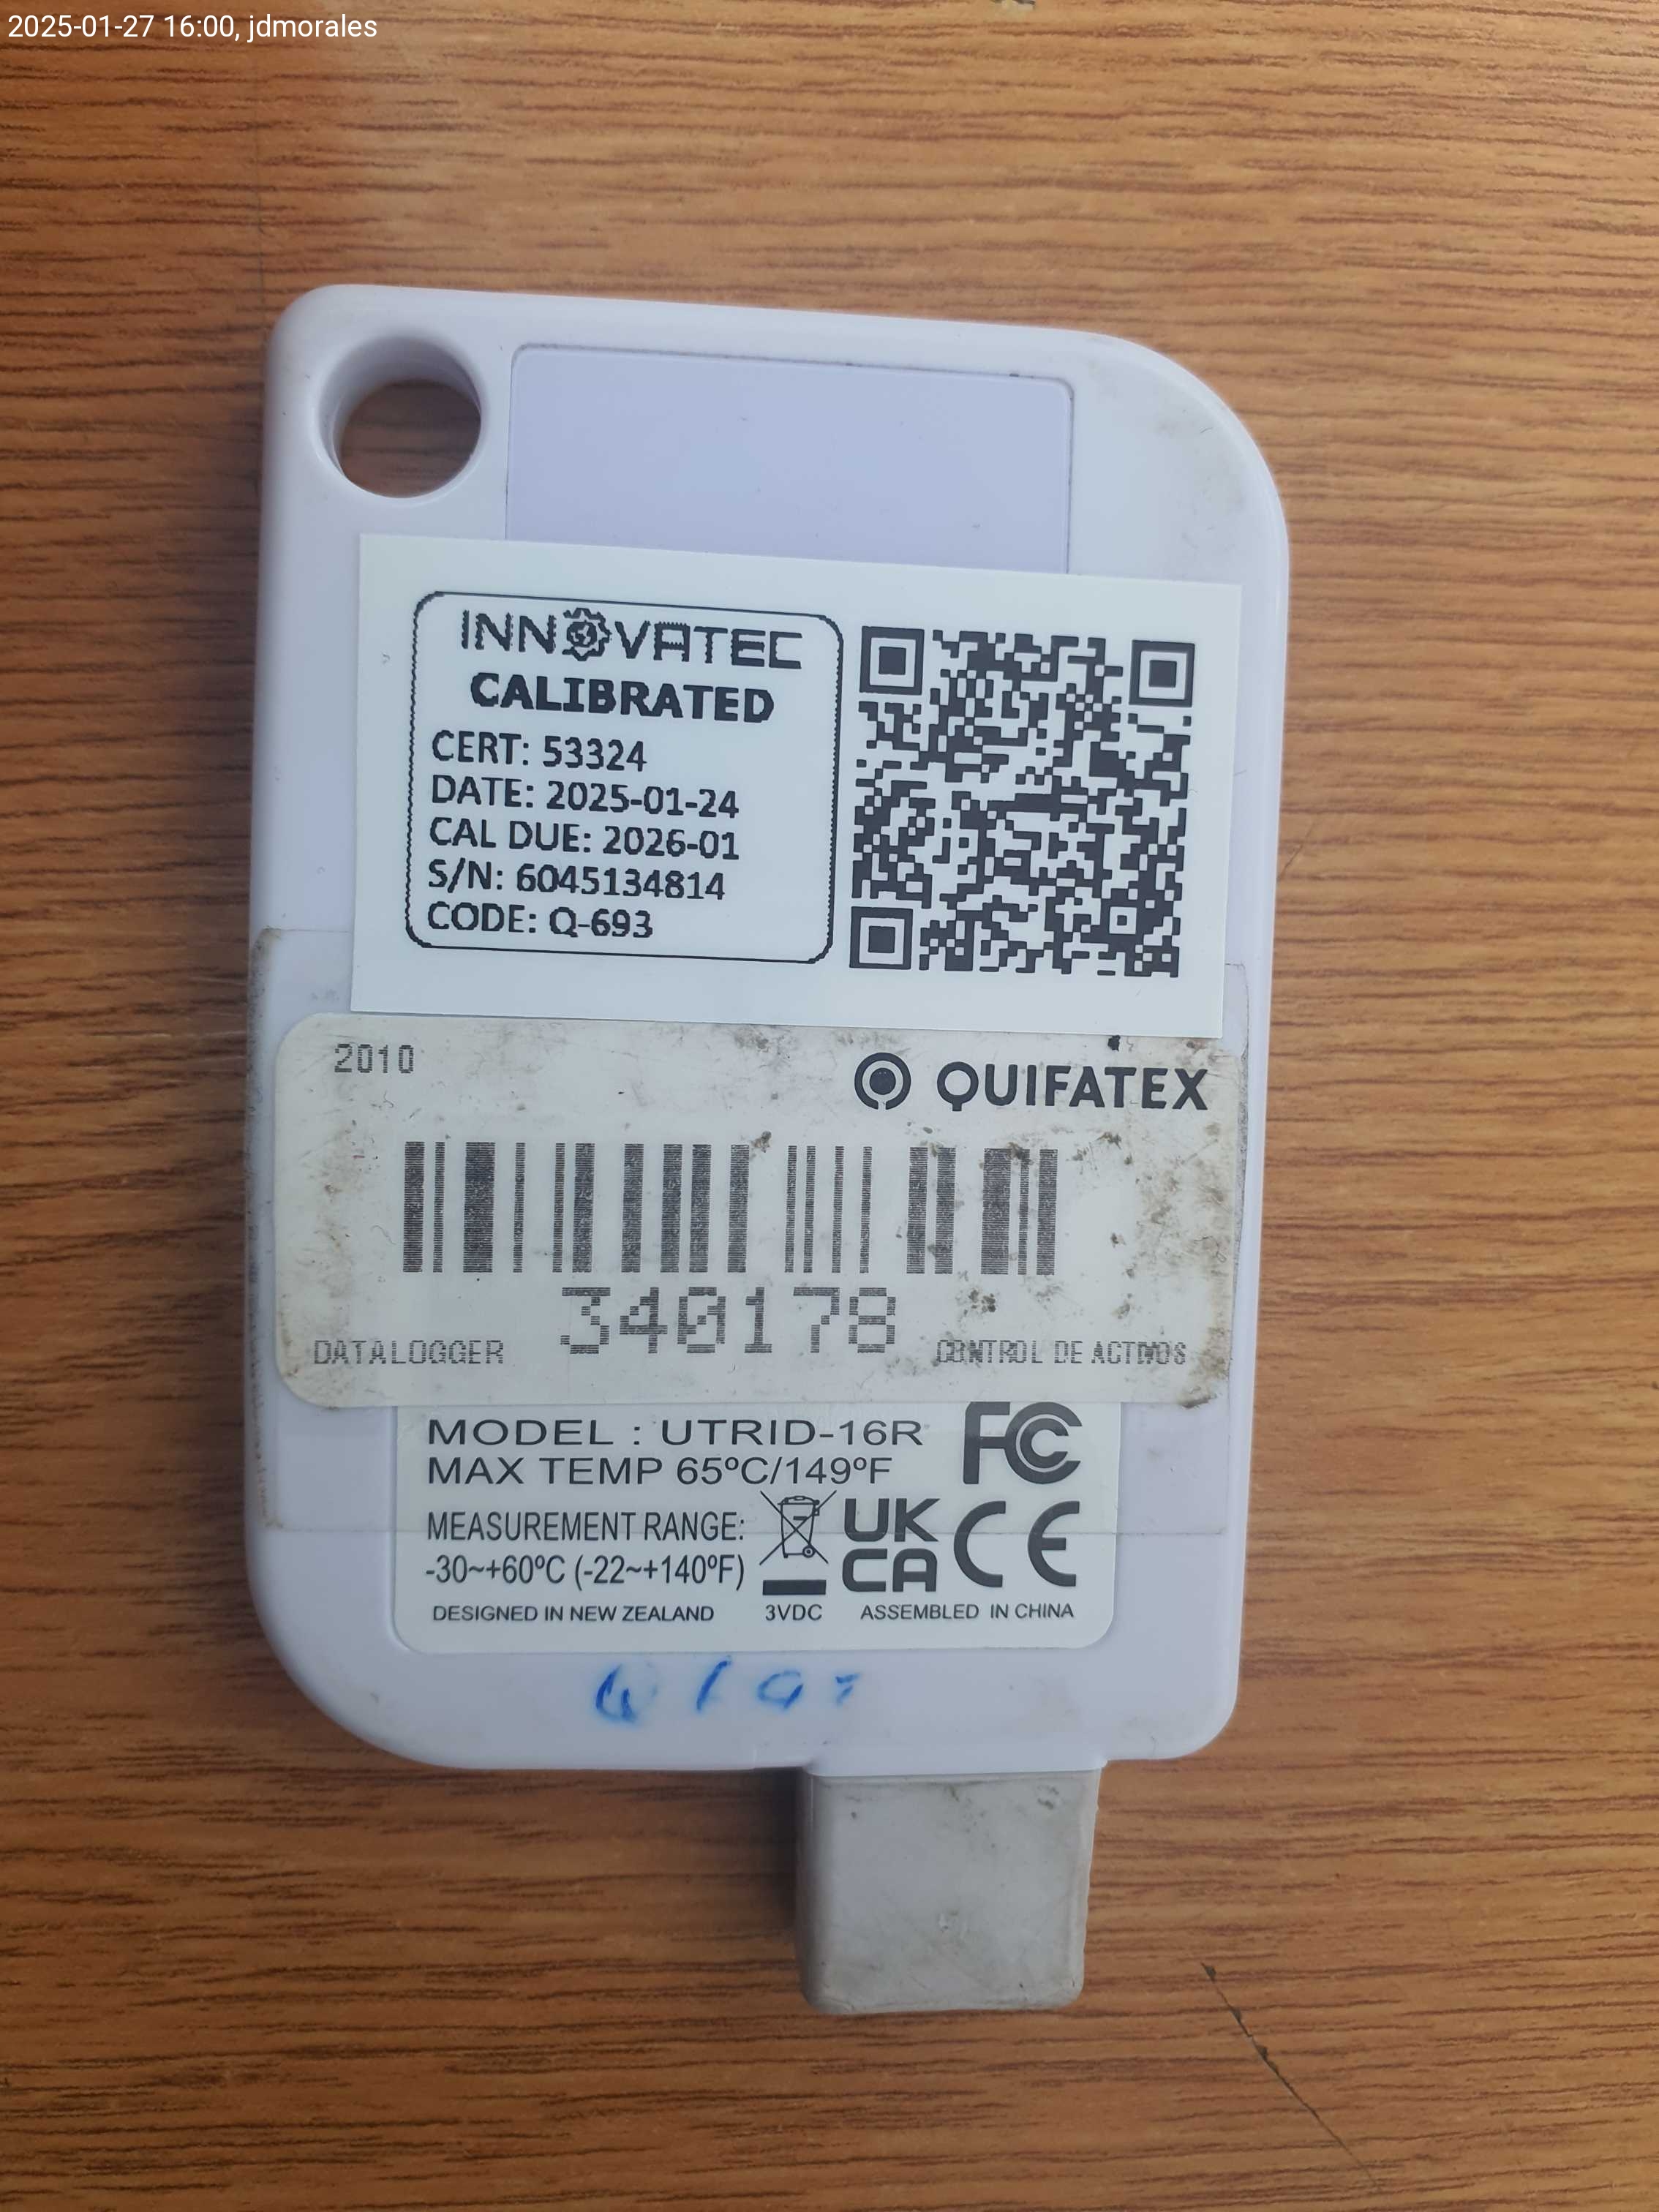 2025-01-27 16:00, jdmorales
INNOVATEC
CALIBRATED
CERT: 53324
DATE: 2025-01-24
CAL DUE: 2026-01
S/N: 6045134814
CODE: Q-693
2010
QUIFATEX
340178
DATALOGGER
CONTROL DE ACTIVOS
MODEL : UTRID-16R
FC
MAX TEMP 65ºC/149ºF
MEASUREMENT RANGE:
-30~+60ºC (-22~+140ºF)
UK
CA
CE
DESIGNED IN NEW ZEALAND
3VDC
ASSEMBLED IN CHINA